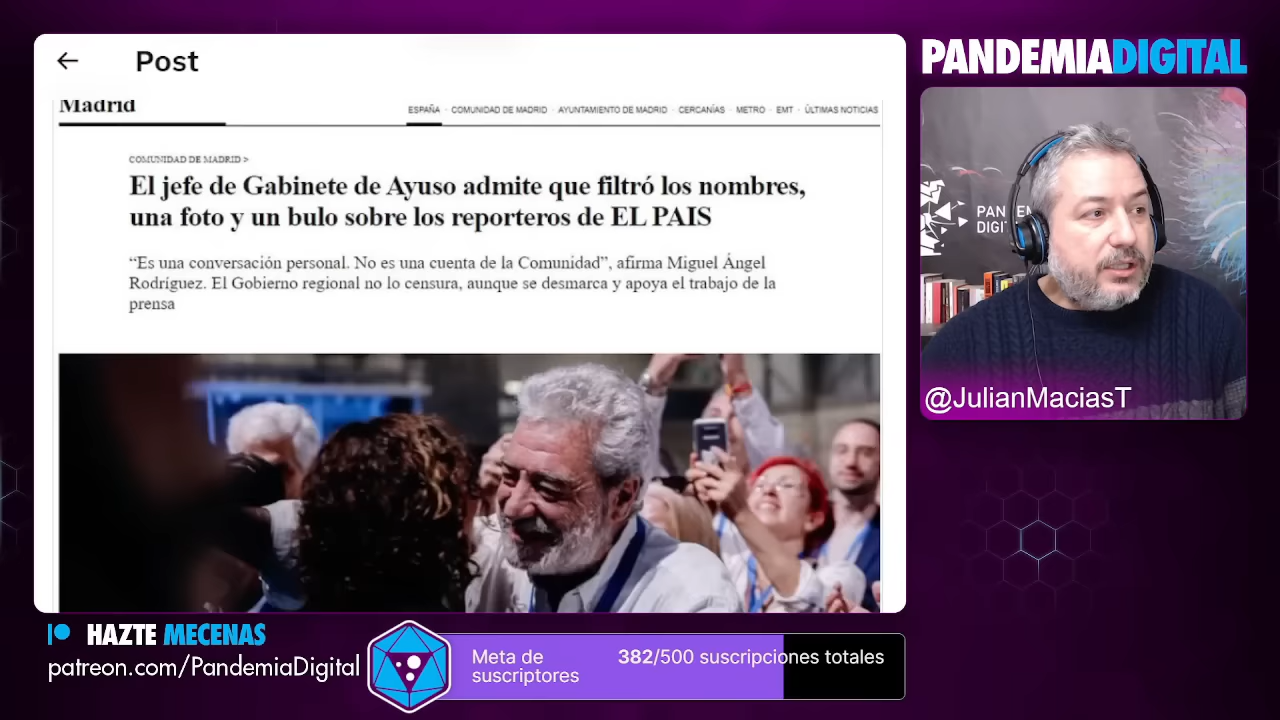 Post
PANDEMIADIGITAL
Madrid
ESPAÑA · COMUNIDAD DE MADRID · AYUNTAMIENTO DE MADRID · CERCANÍAS · METRO · EMT · ÚLTIMAS NOTICIAS
COMUNIDAD DE MADRID >
El jefe de Gabinete de Ayuso admite que filtró los nombres,
una foto y un bulo sobre los reporteros de EL PAIS
“Es una conversación personal. No es una cuenta de la Comunidad”, afirma Miguel Ángel
Rodríguez. El Gobierno regional no lo censura, aunque se desmarca y apoya el trabajo de la
prensa
@JulianMaciasT
HAZTE MECENAS
patreon.com/PandemiaDigital
Meta de
suscriptores
382/500 suscripciones totales